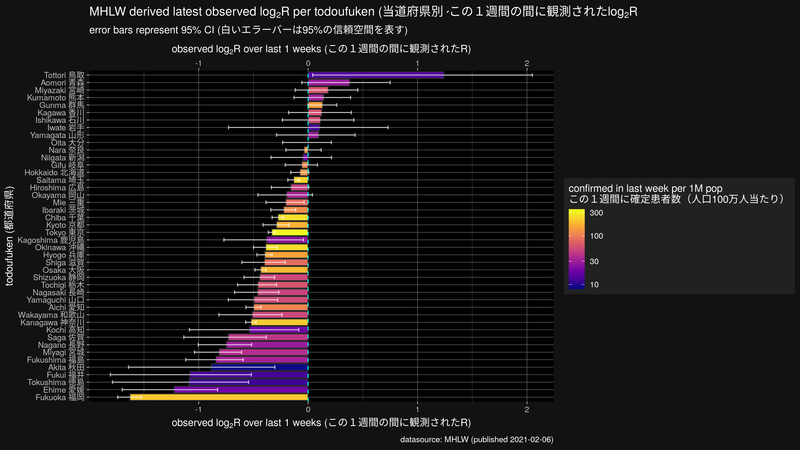 MHLW derived latest observed log₂R per todoufuken (当道府県別 -この１週間の間に観測されたlog₂R
error bars represent 95% CI (白いエラーバーは95%の信頼空間を表す)
observed log₂R over last 1 weeks (この１週間の間に観測されたR)
-1 0 1 2
todoufuken (都道府県)
Tottori 鳥取
Aomori 青森
Miyazaki 宮崎
Kumamoto 熊本
Gunma 群馬
Kagawa 香川
Ishikawa 石川
Iwate 岩手
Yamagata 山形
Oita 大分
Nara 奈良
Niigata 新潟
Gifu 岐阜
Hokkaido 北海道
Saitama 埼玉
Hiroshima 広島
Okayama 岡山
Mie 三重
Ibaraki 茨城
Chiba 千葉
Kyoto 京都
Tokyo 東京
Kagoshima 鹿児島
Okinawa 沖縄
Hyogo 兵庫
Shiga 滋賀
Osaka 大阪
Shizuoka 静岡
Tochigi 栃木
Nagasaki 長崎
Yamaguchi 山口
Aichi 愛知
Wakayama 和歌山
Kanagawa 神奈川
Kochi 高知
Saga 佐賀
Nagano 長野
Miyagi 宮城
Fukushima 福島
Akita 秋田
Fukui 福井
Tokushima 徳島
Ehime 愛媛
Fukuoka 福岡
-1 0 1 2
observed log₂R over last 1 weeks (この１週間の間に観測されたR)
confirmed in last week per 1M pop
この１週間に確定患者数（人口100万人当たり）
300
100
30
10
datasource: MHLW (published 2021-02-06)